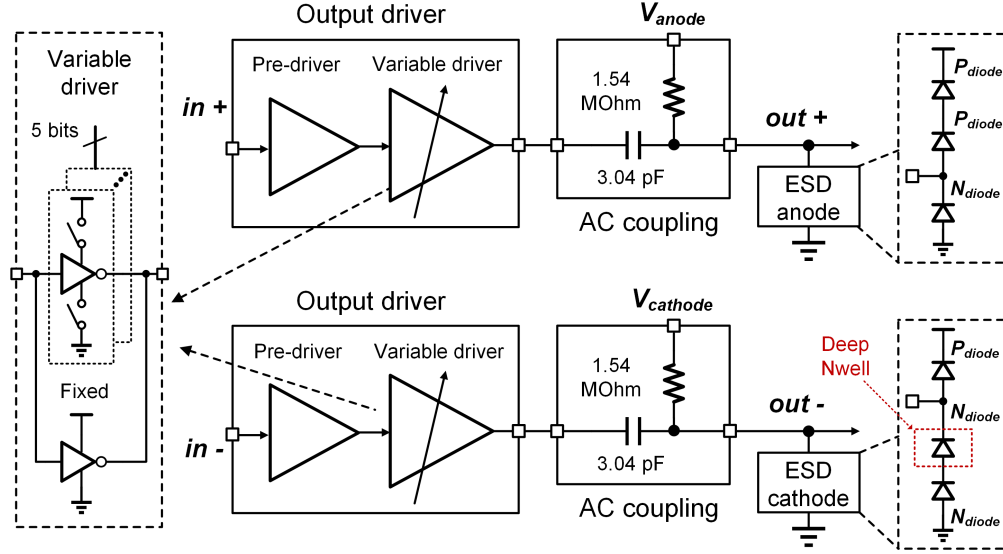 Variable
driver
5 bits
Fixed
Output driver
Pre-driver
Variable driver
in +
V_anode
1.54
MOhm
3.04 pF
AC coupling
out +
ESD
anode
P_diode
P_diode
N_diode
Output driver
Pre-driver
Variable driver
in -
V_cathode
1.54
MOhm
3.04 pF
AC coupling
out -
ESD
cathode
Deep
Nwell
P_diode
N_diode
N_diode